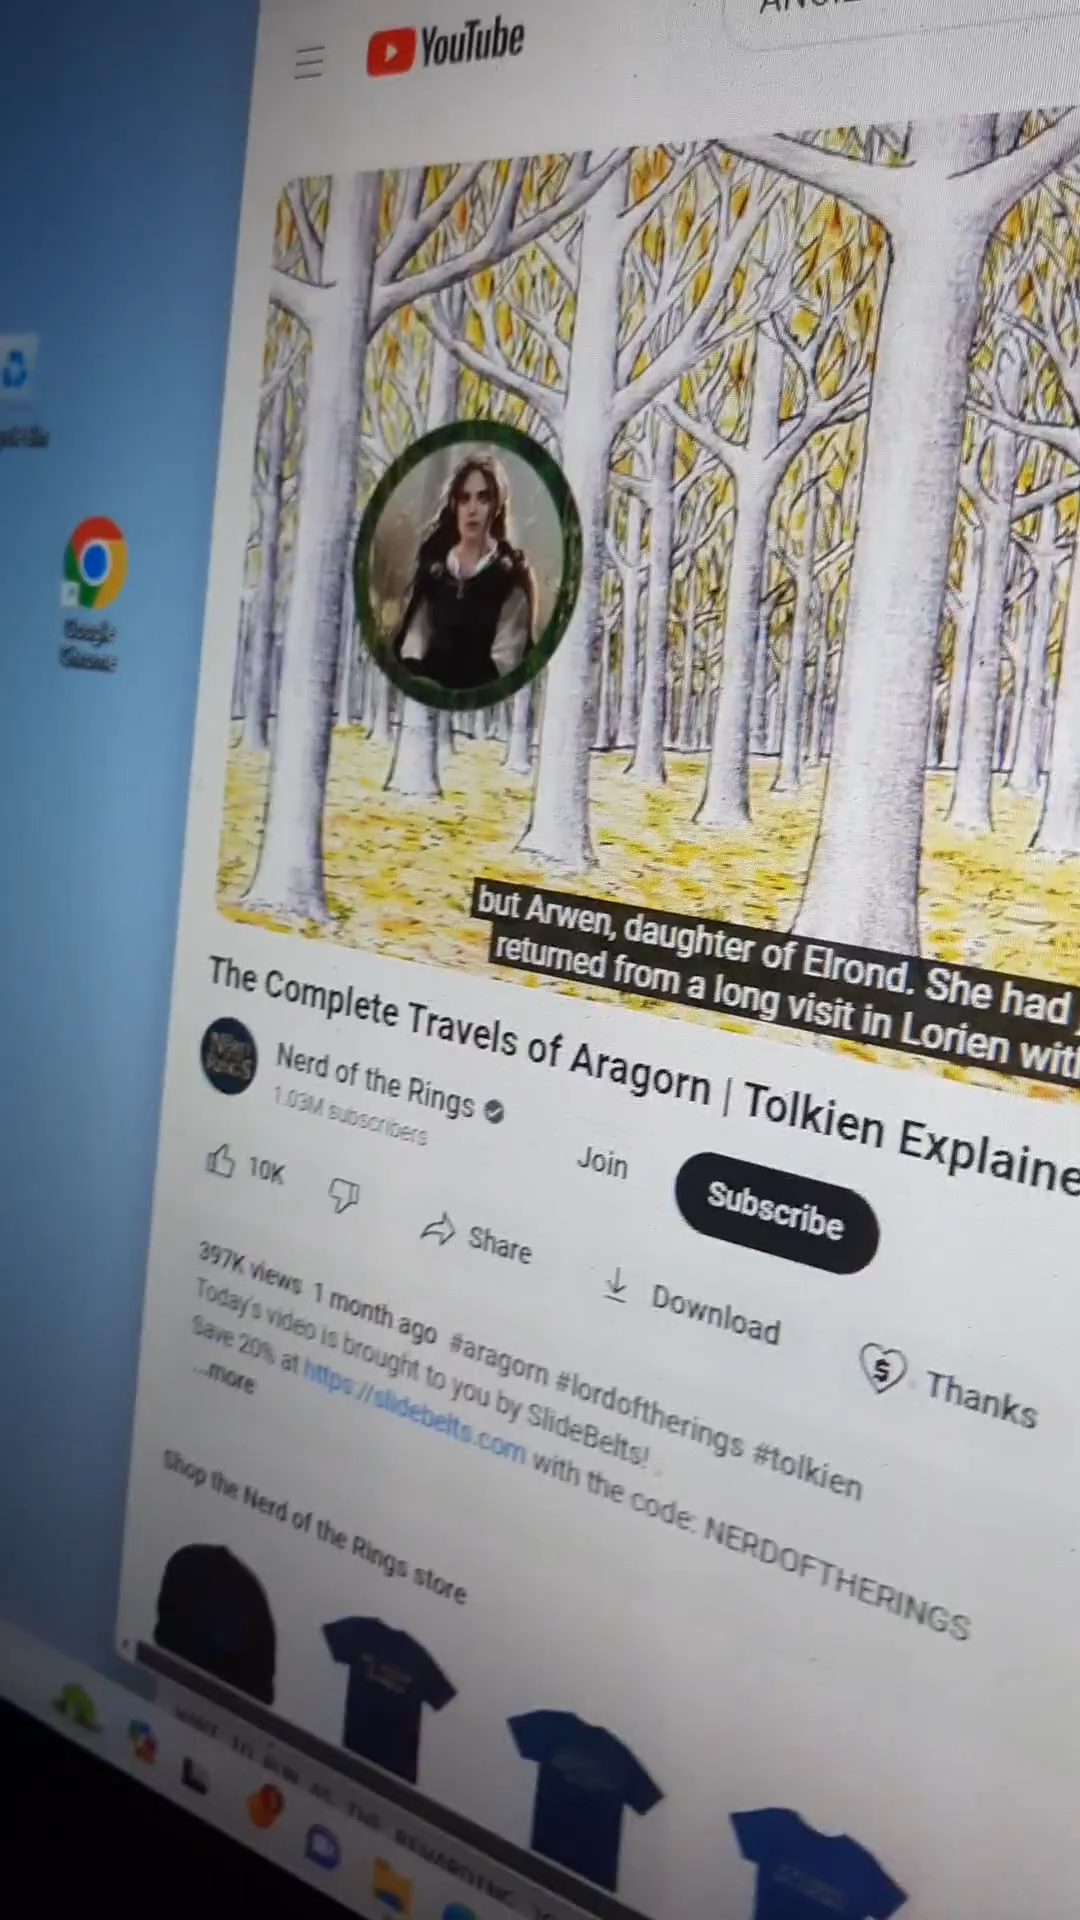 YouTube
Google
Chrome
but Arwen, daughter of Elrond. She had
returned from a long visit in Lorien with
The Complete Travels of Aragorn | Tolkien Explaine
Nerd of the Rings
1.03M subscribers
Join
Subscribe
10K
Share
Download
Thanks
397K views 1 month ago #aragorn #lordoftherings #tolkien
Today's video is brought to you by SlideBelts!
Save 20% at https://slidebelts.com with the code: NERDOFTHERINGS
...more
Shop the Nerd of the Rings store